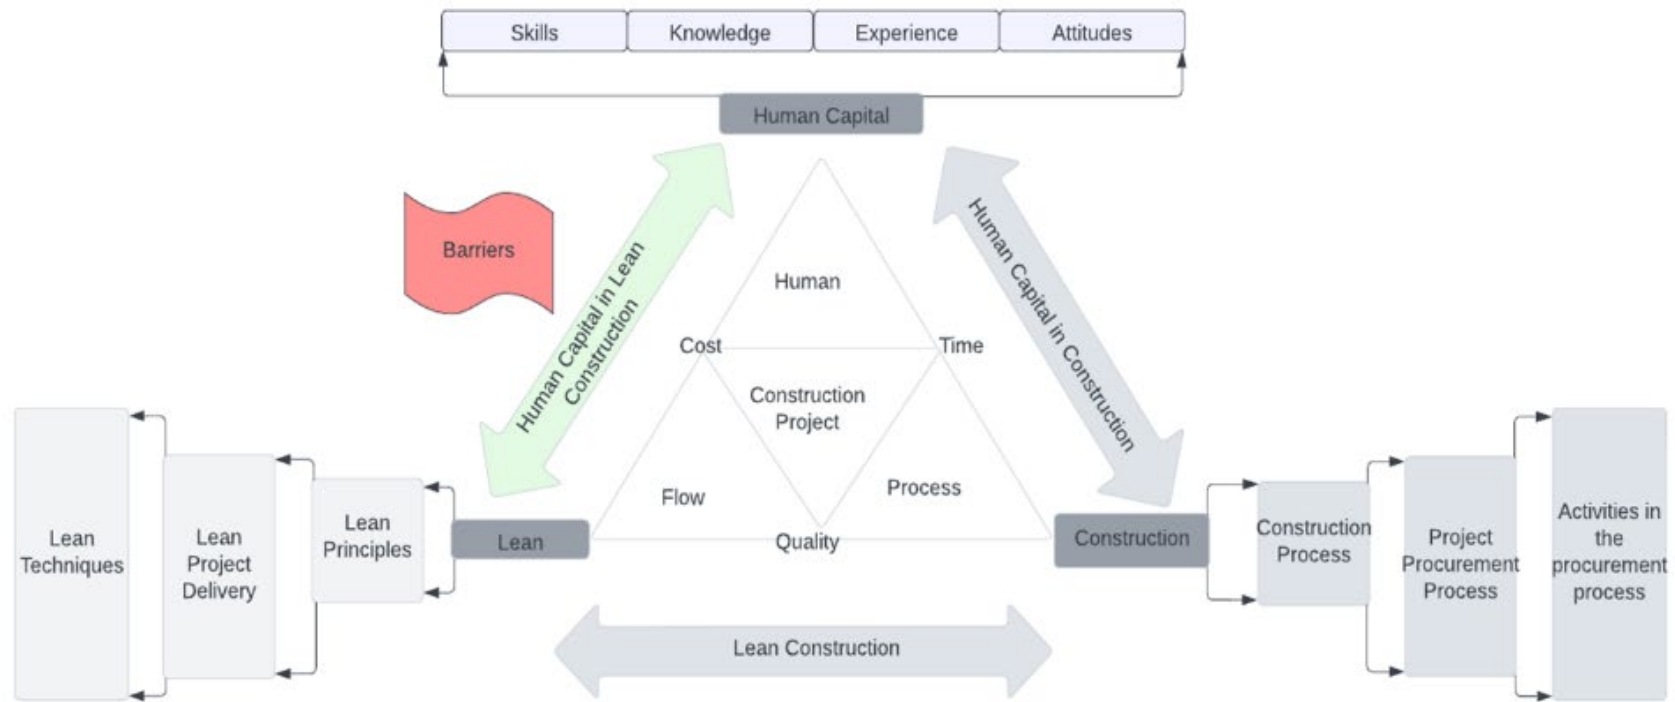 Skills
Knowledge
Experience
Attitudes
Human Capital
Barriers
Human Capital in Lean
Construction
Human Capital in Construction
Human
Cost
Time
Construction
Project
Flow
Process
Quality
Lean
Techniques
Lean
Project
Delivery
Lean
Principles
Lean
Construction
Construction
Process
Project
Procurement
Process
Activities in
the
procurement
process
Lean Construction